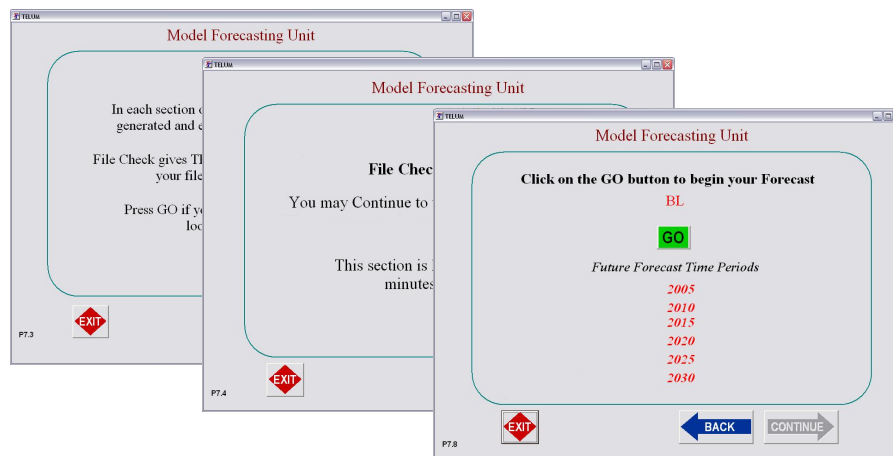 TELUM
Model Forecasting Unit
In each section
generated and
File Check gives
your file
Press GO if
EXIT
P7.3
TELUM
Model Forecasting Unit
File
You may Continue to
This section is
minutes
EXIT
P7.4
TELUM
Model Forecasting Unit
Click on the GO button to begin your Forecast
BL
GO
Future Forecast Time Periods
2005
2010
2015
2020
2025
2030
EXIT
BACK
CONTINUE
P7.8